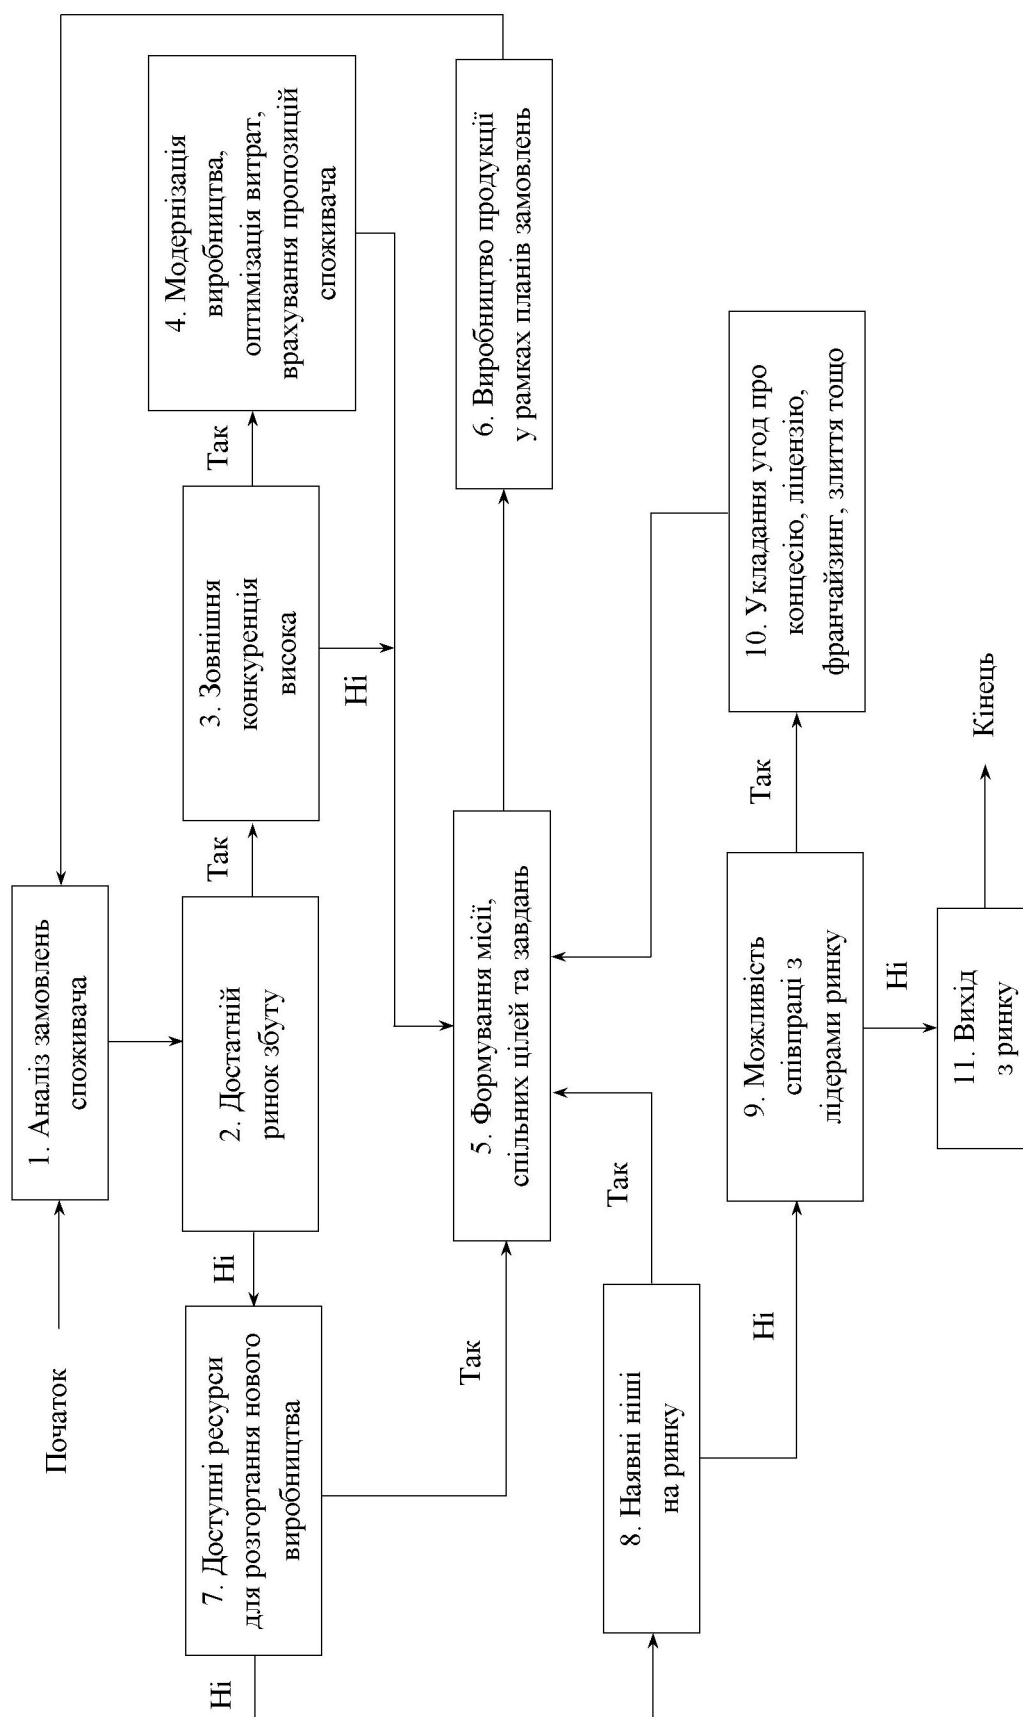 Початок
1. Аналіз замовлень
споживача
2. Достатній
ринок збуту
Так
3. Зовнішня
конкуренція
висока
Так
4. Модернізація
виробництва,
оптимізація витрат,
врахування пропозицій
споживача
Ні
Ні
7. Доступні ресурси
для розгортання нового
виробництва
Ні
Так
5. Формування місії,
спільних цілей та завдань
6. Виробництво продукції
у рамках планів замовлень
8. Наявні ніші
на ринку
Так
Ні
9. Можливість
співпраці з
лідерами ринку
Так
10. Укладання угод про
концесію, ліцензію,
франчайзинг, злиття тощо
Ні
11. Вихід
з ринку
Кінець